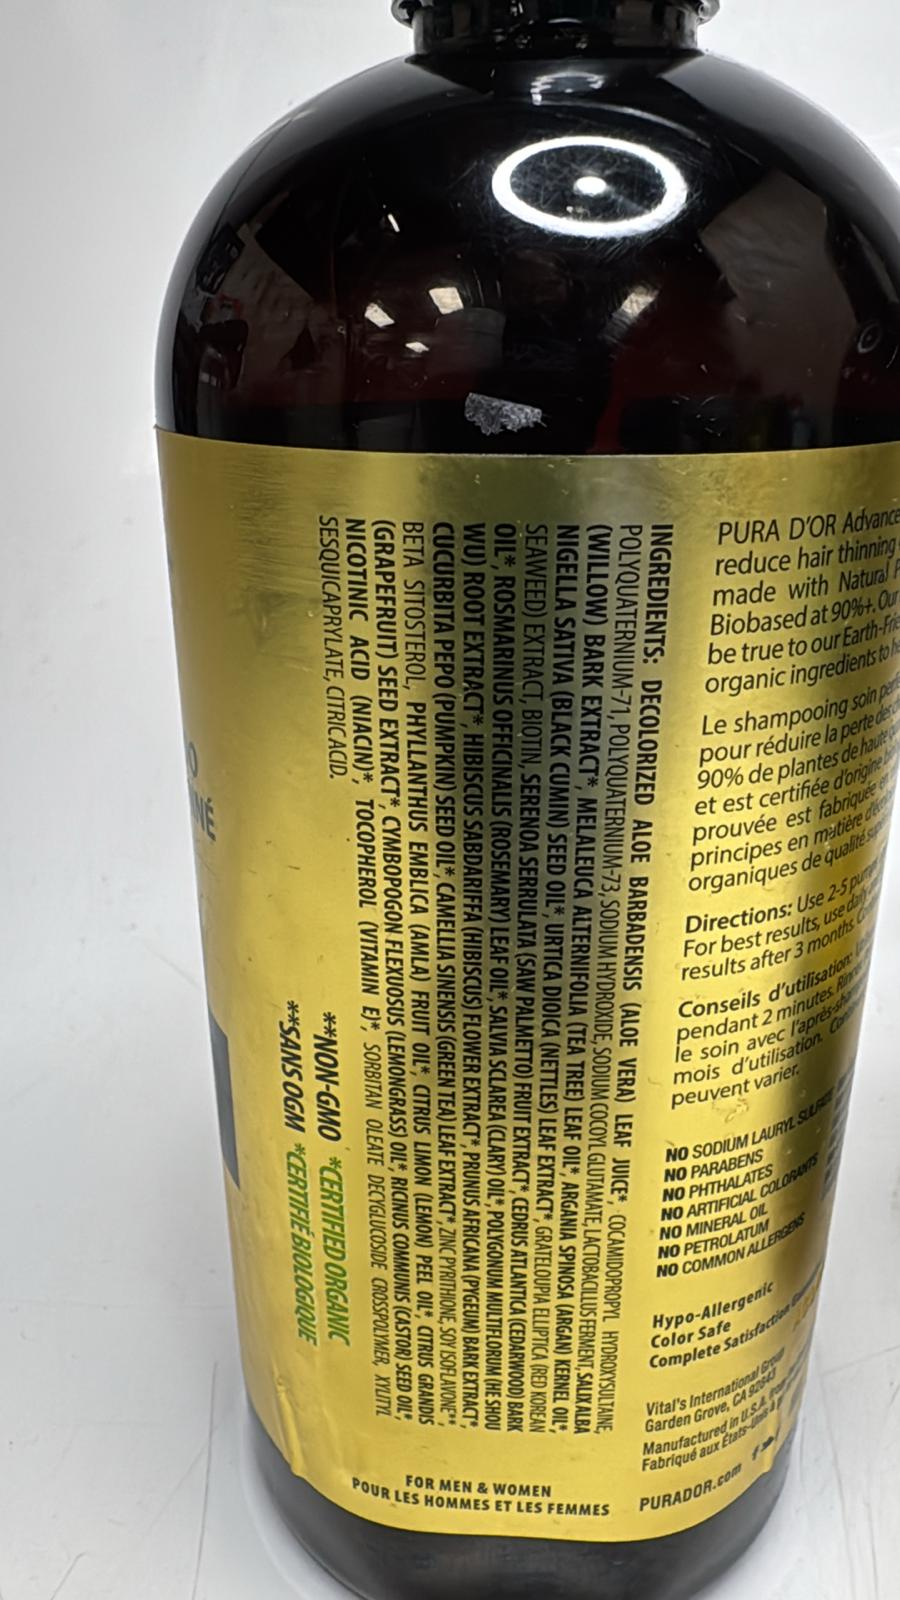 INGREDIENTS: DECOLORIZED ALOE BARBADENSIS (ALOE VERA) LEAF JUICE*, COCAMIDOPROPYL HYDROXYSULTAINE,
POLYQUATERNIUM-71, POLYQUATERNIUM-73, SODIUM HYDROXIDE, SODIUM COCOYL GLUTAMATE, LACTOBACILLUS FERMENT, SALIX ALBA
(WILLOW) BARK EXTRACT*, MELALEUCA ALTERNIFOLIA (TEA TREE) LEAF OIL*, ARGANIA SPINOSA (ARGAN) KERNEL OIL*,
NIGELLA SATIVA (BLACK CUMIN) SEED OIL*, URTICA DIOICA (NETTLES) LEAF EXTRACT*, GRATELOUPIA ELLIPTICA (RED KOREAN
SEAWEED) EXTRACT, BIOTIN, SERENOA SERRULATA (SAW PALMETTO) FRUIT EXTRACT*, CEDRUS ATLANTICA (CEDARWOOD) BARK
OIL*, ROSMARINUS OFFICINALIS (ROSEMARY) LEAF OIL*, SALVIA SCLAREA (CLARY) OIL*, POLYGONUM MULTIFLORUM (HE SHOU
WU) ROOT EXTRACT*, HIBISCUS SABDARIFFA (HIBISCUS) FLOWER EXTRACT*, PRUNUS AFRICANA (PYGEUM) BARK EXTRACT*,
CUCURBITA PEPO (PUMPKIN) SEED OIL*, CAMELLIA SINENSIS (GREEN TEA) LEAF EXTRACT*, ZINC PYRITHIONE, SOY ISOFLAVONE**,
BETA SITOSTEROL, PHYLLANTHUS EMBLICA (AMLA) FRUIT OIL*, CITRUS LIMON (LEMON) PEEL OIL*, CITRUS GRANDIS
(GRAPEFRUIT) SEED EXTRACT*, CYMBOPOGON FLEXUOSUS (LEMONGRASS) OIL*, RICINUS COMMUNIS (CASTOR) SEED OIL*,
NICOTINIC ACID (NIACIN)*, TOCOPHEROL (VITAMIN E)*, SORBITAN OLEATE DECYLGLUCOSIDE CROSSPOLYMER, XYLITYL
SESQUICAPRYLATE, CITRIC ACID.
**NON-GMO *CERTIFIED ORGANIC
**SANS OGM *CERTIFIÉ BIOLOGIQUE
FOR MEN & WOMEN
POUR LES HOMMES ET LES FEMMES
PURA D'OR Advance
reduce hair thinning
made with Natural
Biobased at 90%+. Our
be true to our Earth-Frie
organic ingredients to he
Le shampooing soin
pour réduire la perte des
90% de plantes de haute
et est certifiée d'origine
prouvée est fabriquée en
principes en matière
organiques de qualité
Directions: Use 2-5 pumps
For best results, use daily
results after 3 months.
Conseils d'utilisation:
pendant 2 minutes.
le soin avec l'après-sham
mois d'utilisation.
peuvent varier.
NO SODIUM LAURYL SULFATE
NO PARABENS
NO PHTHALATES
NO ARTIFICIAL COLORANTS
NO MINERAL OIL
NO PETROLATUM
NO COMMON ALLERGENS
Hypo-Allergenic
Color Safe
Complete Satisfaction
Vital's International Group
Garden Grove, CA 92843
Manufactured in U.S.A. from
Fabriqué aux États-Unis à
PURADOR.com